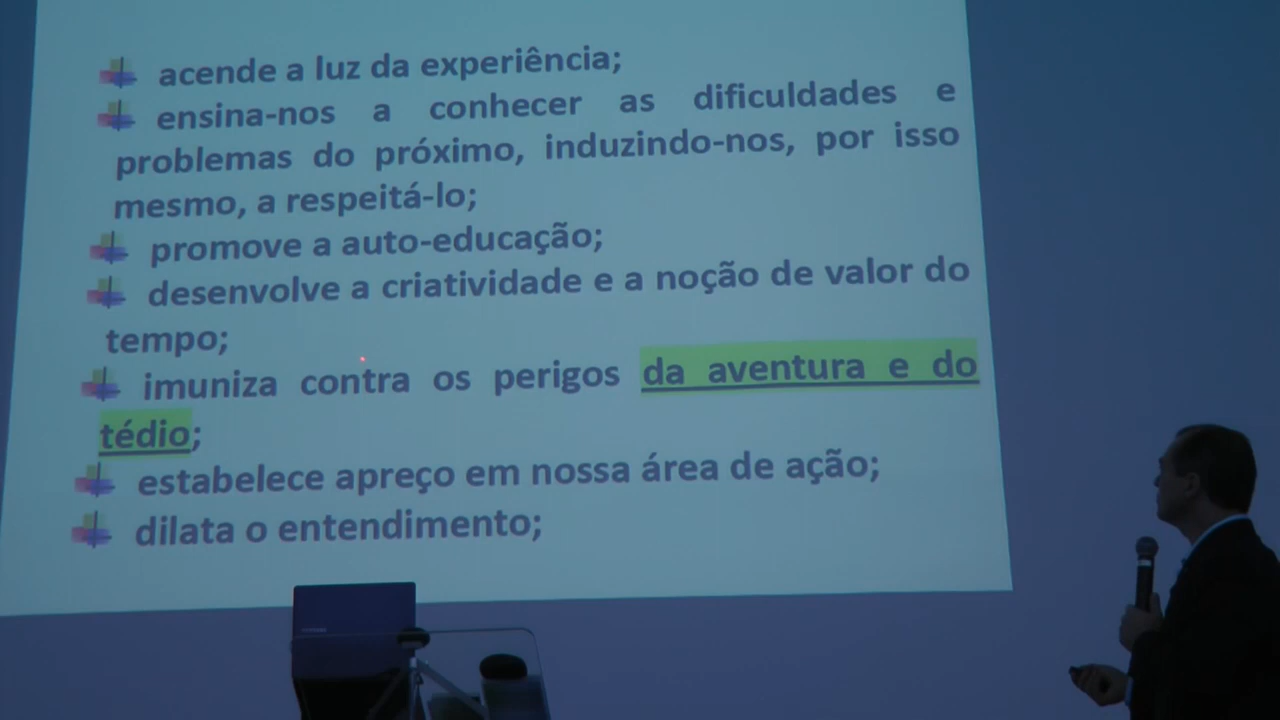 acende a luz da experiência;
ensina-nos a conhecer as dificuldades e
problemas do próximo, induzindo-nos, por isso
mesmo, a respeitá-lo;
promove a auto-educação;
desenvolve a criatividade e a noção de valor do
tempo;
imuniza contra os perigos da aventura e do
tédio;
estabelece apreço em nossa área de ação;
dilata o entendimento;